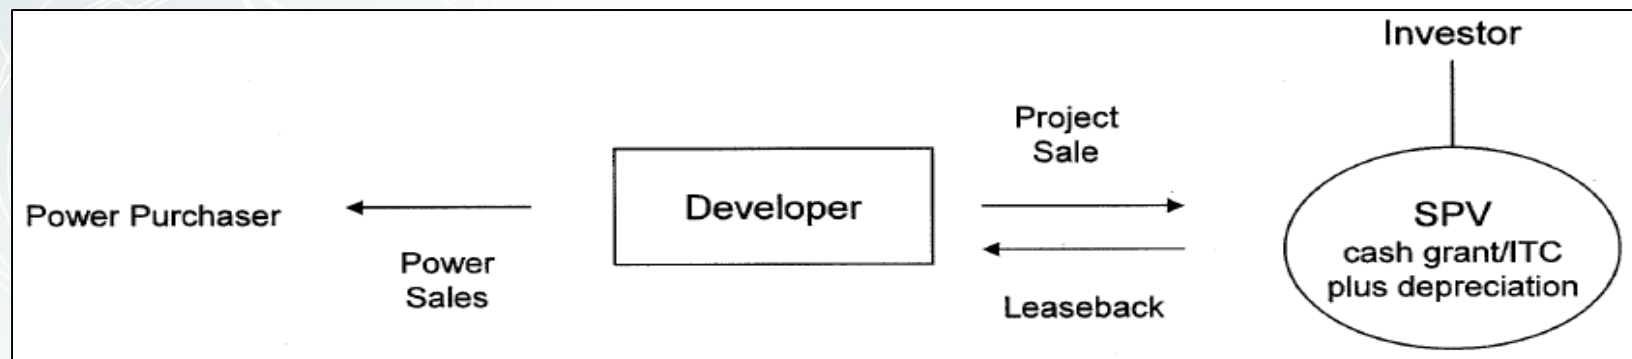 Investor
Project
Sale
Power Purchaser
Developer
SPV
cash grant/ITC
plus depreciation
Power
Sales
Leaseback